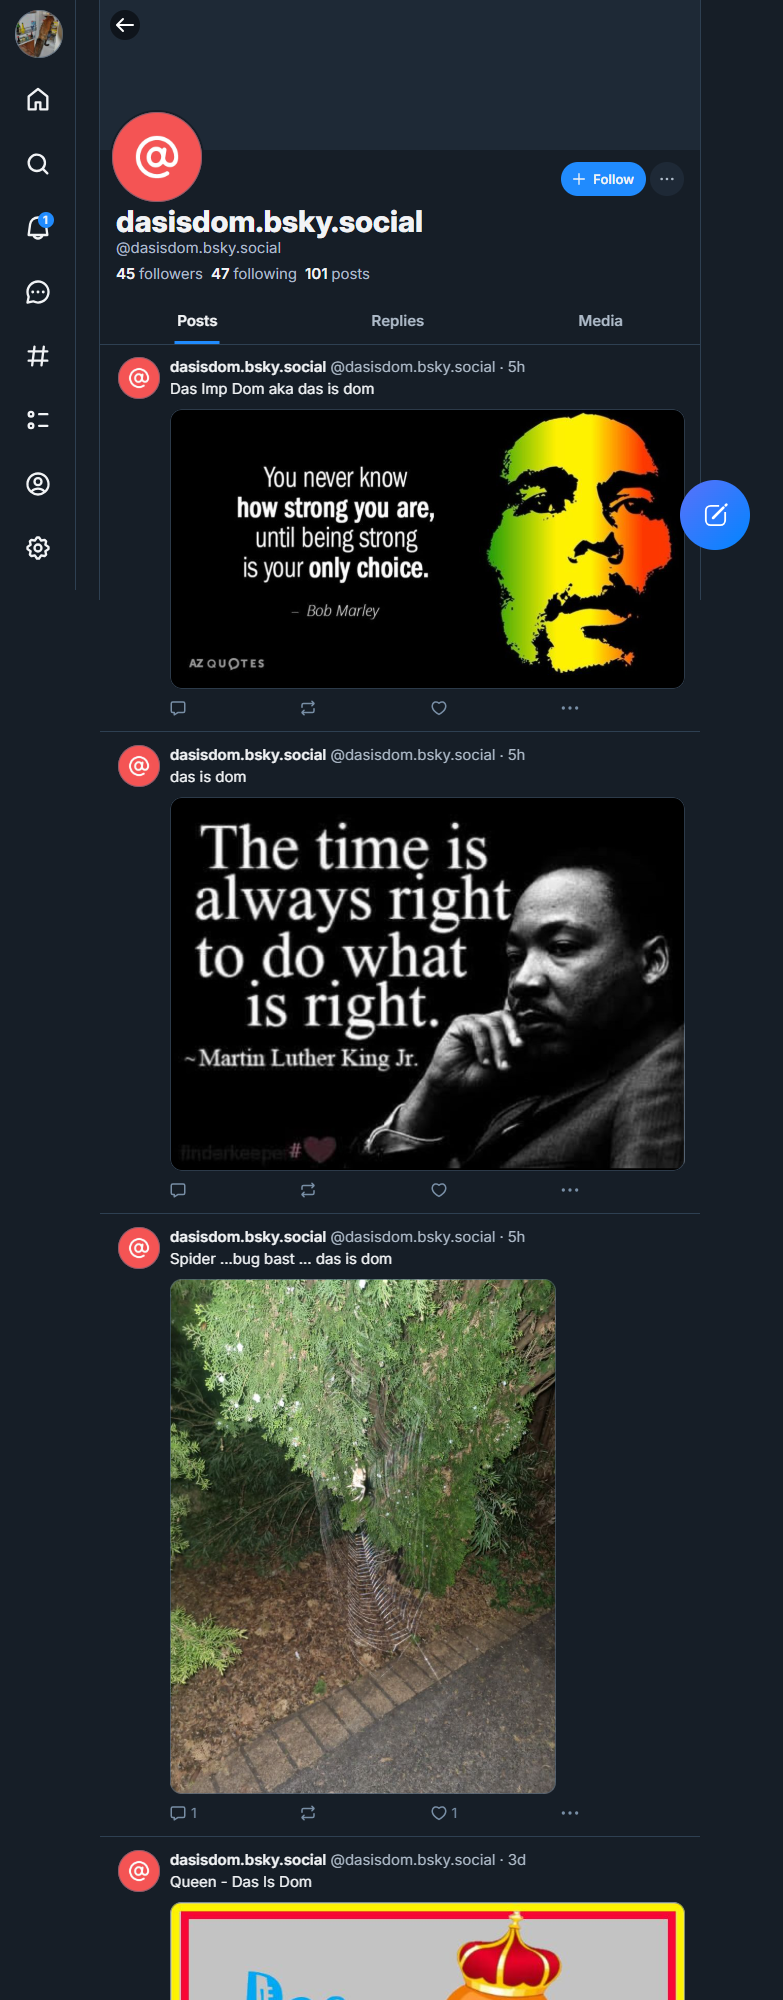 @
+ Follow
dasisdom.bsky.social
@dasisdom.bsky.social
45 followers 47 following 101 posts
1
Posts Replies Media
@
dasisdom.bsky.social @dasisdom.bsky.social · 5h
Das Imp Dom aka das is dom
You never know
how strong you are,
until being strong
is your only choice.
– Bob Marley
AZ QUOTES
@
dasisdom.bsky.social @dasisdom.bsky.social · 5h
das is dom
The time is
always right
to do what
is right.
~Martin Luther King Jr.
finderkeeper#
@
dasisdom.bsky.social @dasisdom.bsky.social · 5h
Spider ...bug bast ... das is dom
1 1
@
dasisdom.bsky.social @dasisdom.bsky.social · 3d
Queen - Das Is Dom